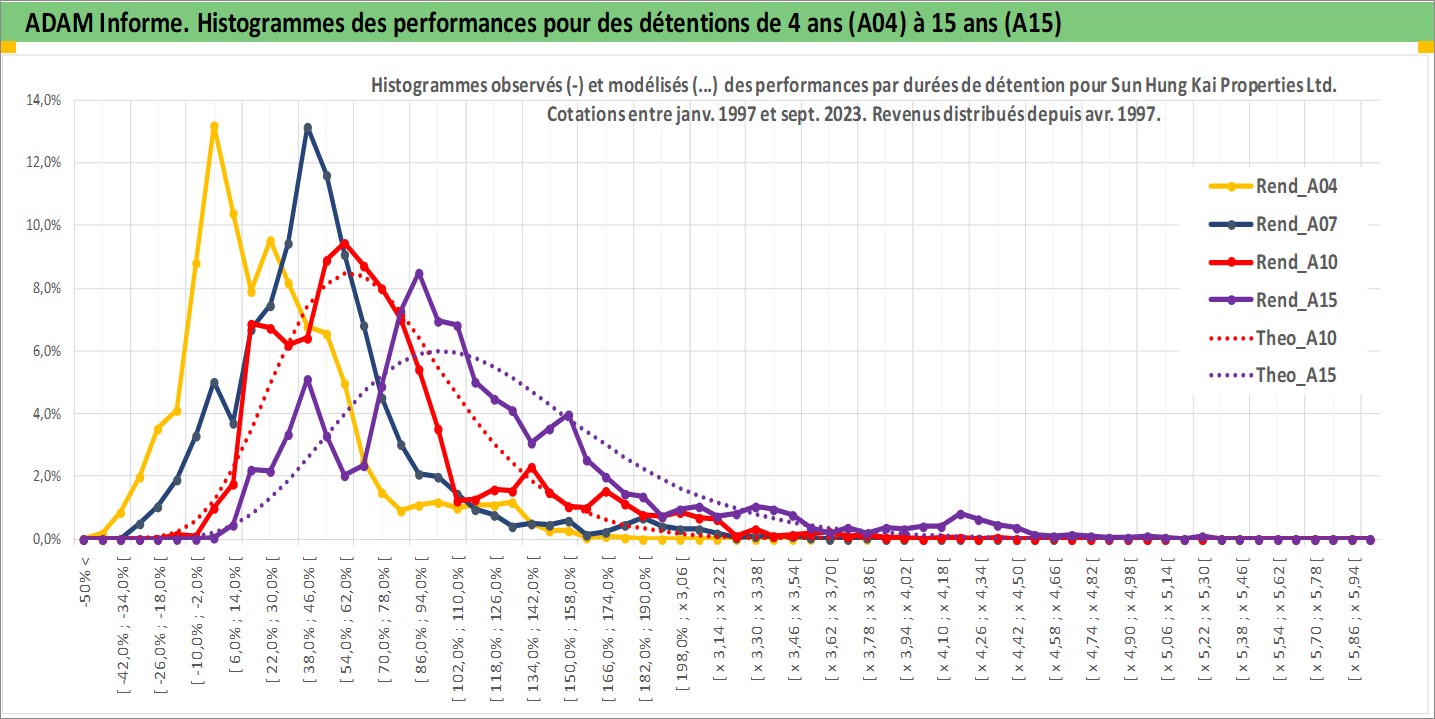 ADAM Informe. Histogrammes des performances pour des détentions de 4 ans (A04) à 15 ans (A15)
Histogrammes observés (-) et modélisés (...) des performances par durées de détention pour Sun Hung Kai Properties Ltd.
Cotations entre janv. 1997 et sept. 2023. Revenus distribués depuis avr. 1997.
14,0%
12,0%
10,0%
8,0%
6,0%
4,0%
2,0%
0,0%
Rend_A04
Rend_A07
Rend_A10
Rend_A15
Theo_A10
Theo_A15
-50% <
[ -42,0% ; -34,0% [
[ -26,0% ; -18,0% [
[ -10,0% ; -2,0% [
[ 6,0% ; 14,0% [
[ 22,0% ; 30,0% [
[ 38,0% ; 46,0% [
[ 54,0% ; 62,0% [
[ 70,0% ; 78,0% [
[ 86,0% ; 94,0% [
[ 102,0% ; 110,0% [
[ 118,0% ; 126,0% [
[ 134,0% ; 142,0% [
[ 150,0% ; 158,0% [
[ 166,0% ; 174,0% [
[ 182,0% ; 190,0% [
[ 198,0% ; x 3,06 [
[ x 3,14 ; x 3,22 [
[ x 3,30 ; x 3,38 [
[ x 3,46 ; x 3,54 [
[ x 3,62 ; x 3,70 [
[ x 3,78 ; x 3,86 [
[ x 3,94 ; x 4,02 [
[ x 4,10 ; x 4,18 [
[ x 4,26 ; x 4,34 [
[ x 4,42 ; x 4,50 [
[ x 4,58 ; x 4,66 [
[ x 4,74 ; x 4,82 [
[ x 4,90 ; x 4,98 [
[ x 5,06 ; x 5,14 [
[ x 5,22 ; x 5,30 [
[ x 5,38 ; x 5,46 [
[ x 5,54 ; x 5,62 [
[ x 5,70 ; x 5,78 [
[ x 5,86 ; x 5,94 [